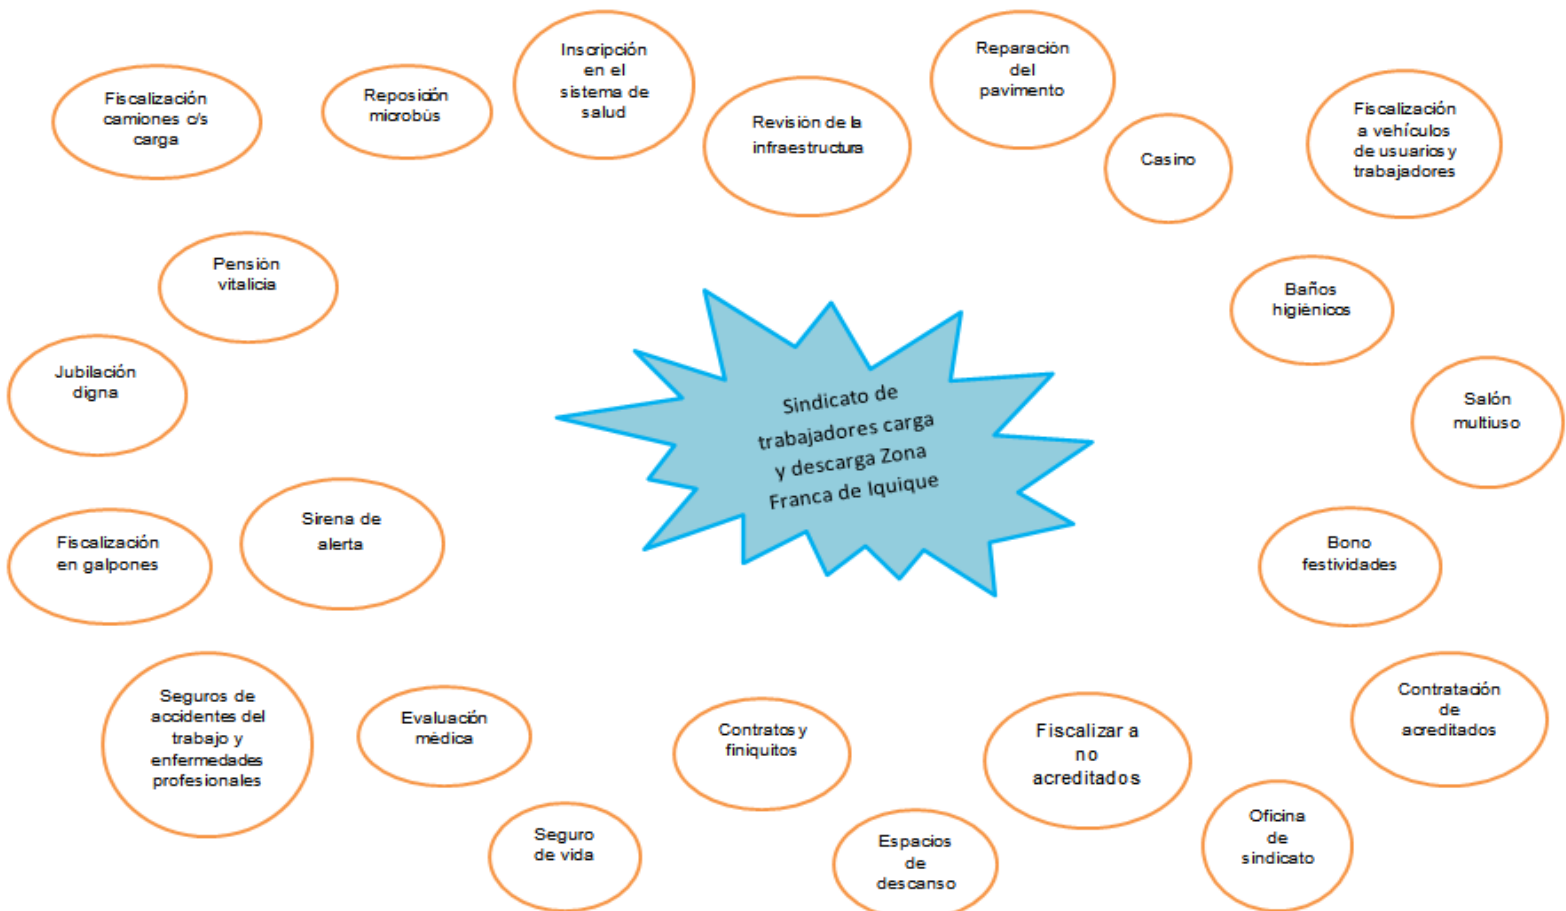 Fiscalización
camiones c/s
carga
Reposición
microbús
Inscripción
en el
sistema de
salud
Revisión de la
infraestructura
Reparación
del
pavimento
Casino
Fiscalización
a vehículos
de usuarios y
trabajadores
Pensión
vitalicia
Baños
higiénicos
Jubilación
digna
Salón
multiuso
Sindicato de
trabajadores carga
y descarga Zona
Franca de Iquique
Fiscalización
en galpones
Sirena de
alerta
Bono
festividades
Seguros de
accidentes del
trabajo y
enfermedades
profesionales
Evaluación
médica
Contratos y
finiquitos
Fiscalizar a
no
acreditados
Contratación
de
acreditados
Seguro
de vida
Espacios
de
descanso
Oficina
de
sindicato